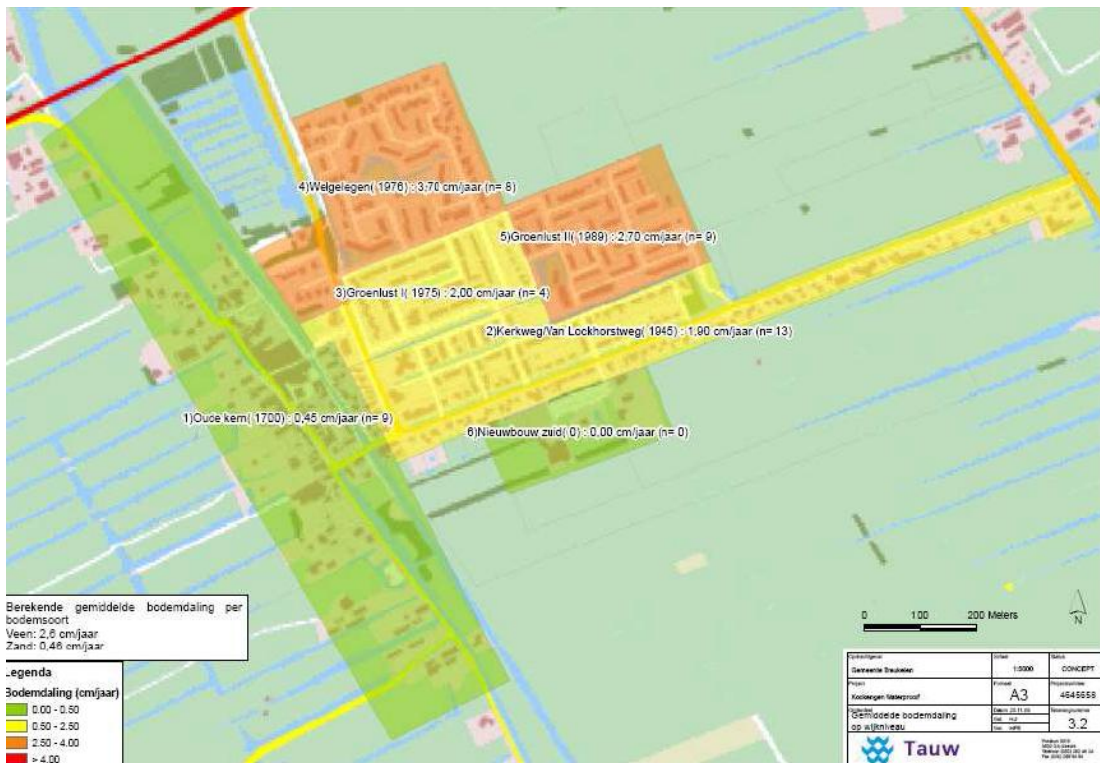 4)Welgelegen( 1976) : 3,70 cm/jaar (n= 8)
5)Groenlust II( 1989) : 2,70 cm/jaar (n= 9)
3)Groenlust I( 1975) : 2,00 cm/jaar (n= 4)
2)Kerkweg/Van Lockhorstweg( 1945) : 1,90 cm/jaar (n= 13)
1)Oude kern( 1700) : 0,45 cm/jaar (n= 9)
6)Nieuwbouw zuid( 0) : 0,00 cm/jaar (n= 0)
Berekende gemiddelde bodemdaling per
bodemsoort
Veen: 2,6 cm/jaar
Zand: 0,46 cm/jaar
Legenda
Bodemdaling (cm/jaar)
0.00 - 0.50
0.50 - 2.50
2.50 - 4.00
> 4.00
0 100 200 Meters
N
Gemeente Breukelen
CONCEPT
Project
Kockengen Waterproof
Formaat
A3
4645658
Gemiddelde bodemdaling
op wijkniveau
3.2
Tauw